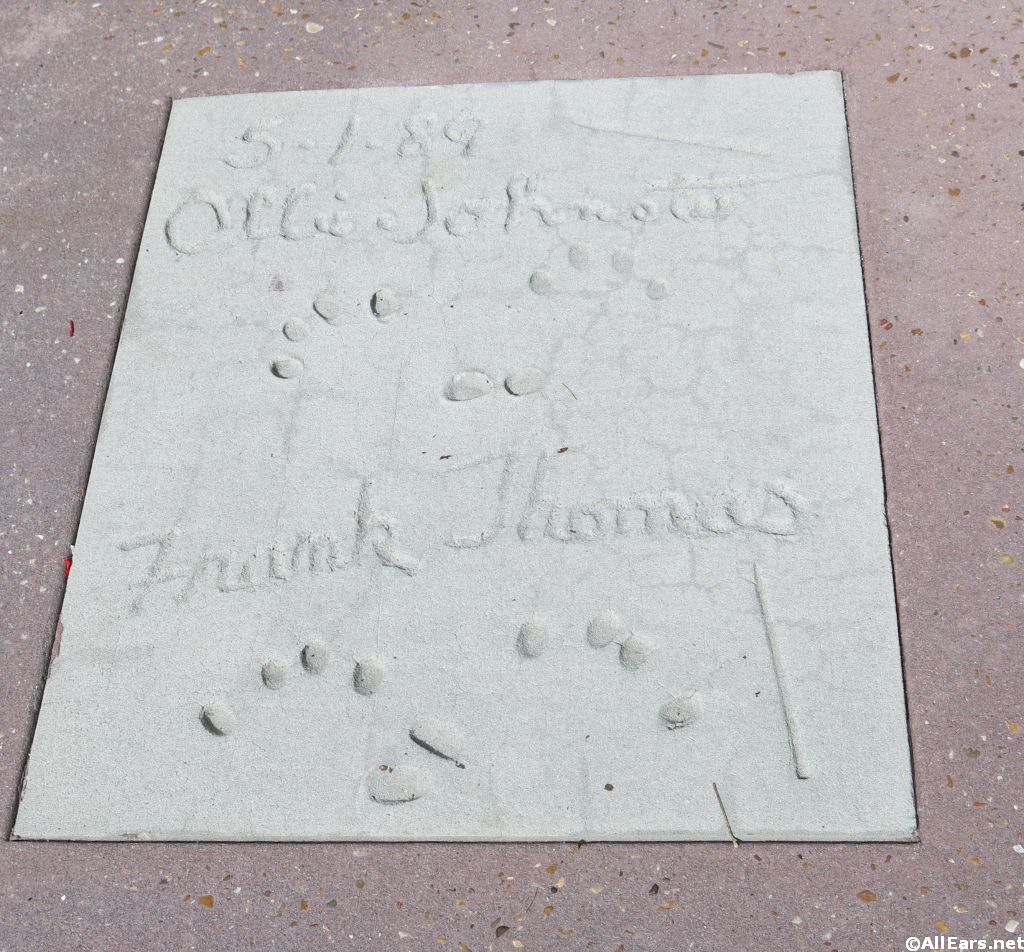 5-1-89
Ollie Johnston
Frank Thomas
©AllEars.net